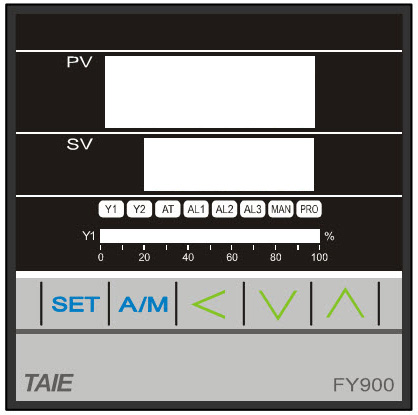 PV
SV
Y1 Y2 AT AL1 AL2 AL3 MAN PRO
Y1 %
0 20 40 60 80 100
SET A/M
TAIE FY900